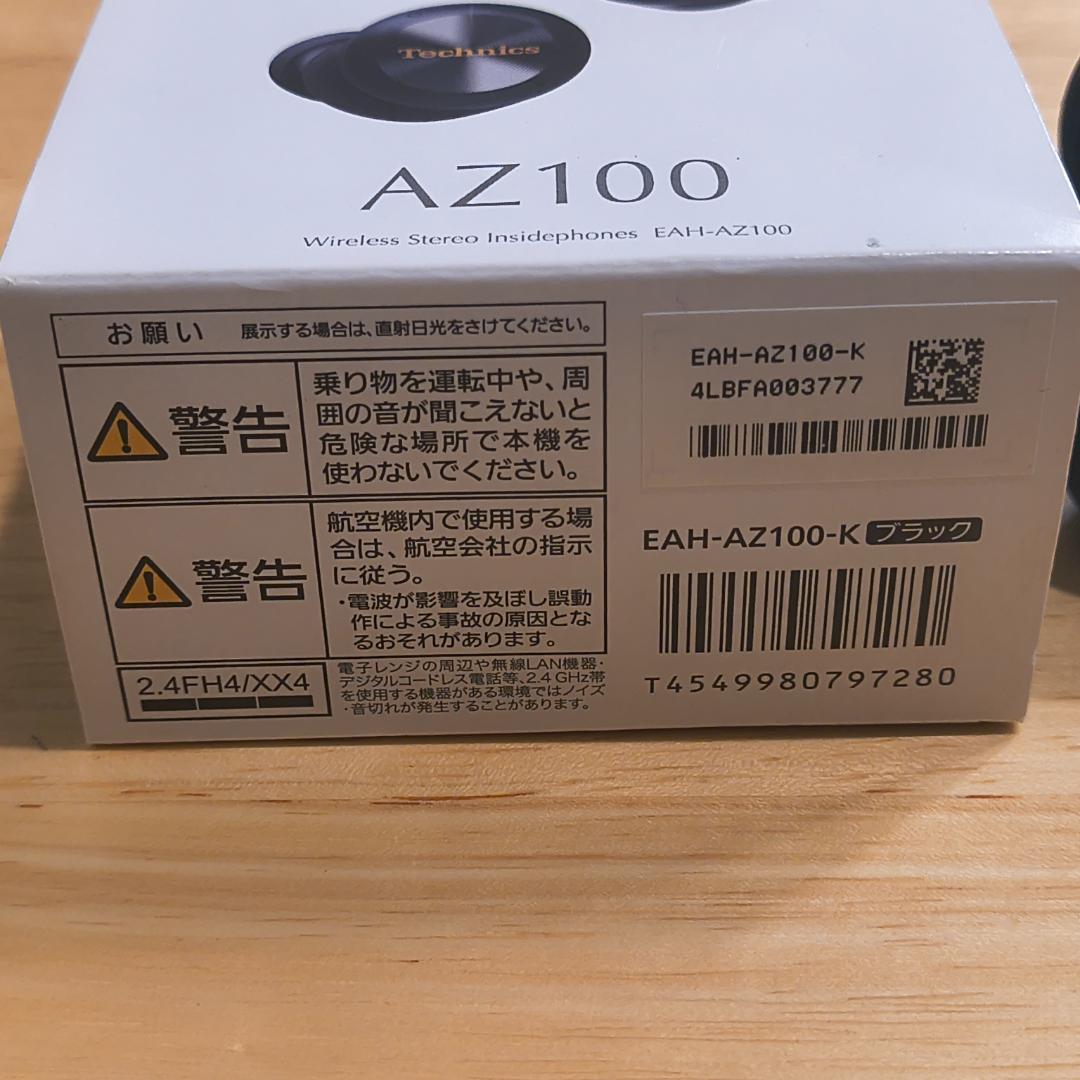 Technics
AZ100
Wireless Stereo Insidephones EAH-AZ100
お願い 展示する場合は、直射日光をさけてください。
警告
乗り物を運転中や、周
囲の音が聞こえないと
危険な場所で本機を
使わないでください。
警告
航空機内で使用する場
合は、航空会社の指示
に従う。
・電波が影響を及ぼし誤動
作による事故の原因とな
るおそれがあります。
2.4FH4/XX4
電子レンジの周辺や無線LAN機器・
デジタルコードレス電話等、2.4 GHz帯
を使用する機器がある環境ではノイズ
・音切れが発生することがあります。
EAH-AZ100-K
4LBFA003777
EAH-AZ100-K ブラック
T4549980797280